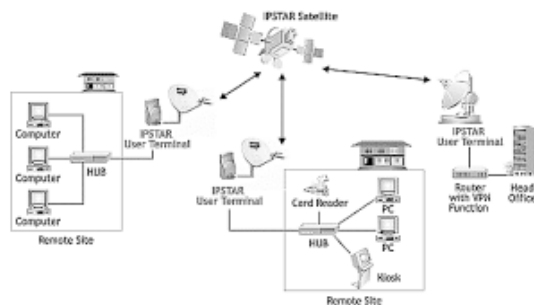 IPSTAR Satellite
Computer
IPSTAR
User Terminal
Computer
HUB
Computer
Remote Site
IPSTAR
User Terminal
Card Reader
PC
HUB
PC
Kiosk
Remote Site
IPSTAR
User Terminal
Router
with VPN
Function
Head
Office